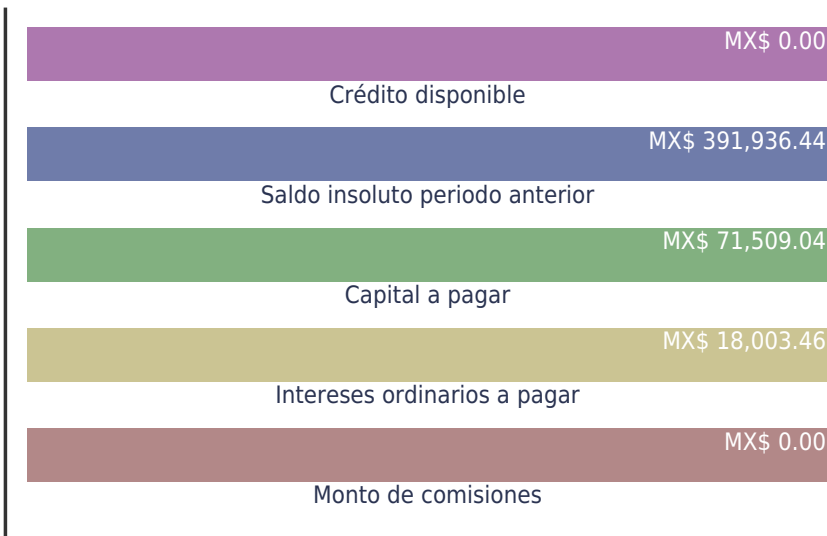 MX$ 0.00
Crédito disponible
MX$ 391,936.44
Saldo insoluto periodo anterior
MX$ 71,509.04
Capital a pagar
MX$ 18,003.46
Intereses ordinarios a pagar
MX$ 0.00
Monto de comisiones